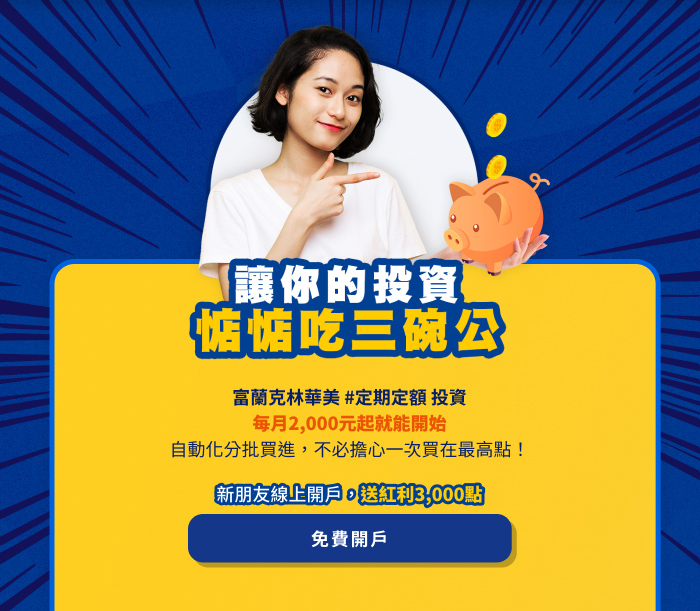 讓你的投資
惦惦吃三碗公
富蘭克林華美 #定期定額 投資
每月2,000元起就能開始
自動化分批買進，不必擔心一次買在最高點！
新朋友線上開戶，送紅利3,000點
免費開戶